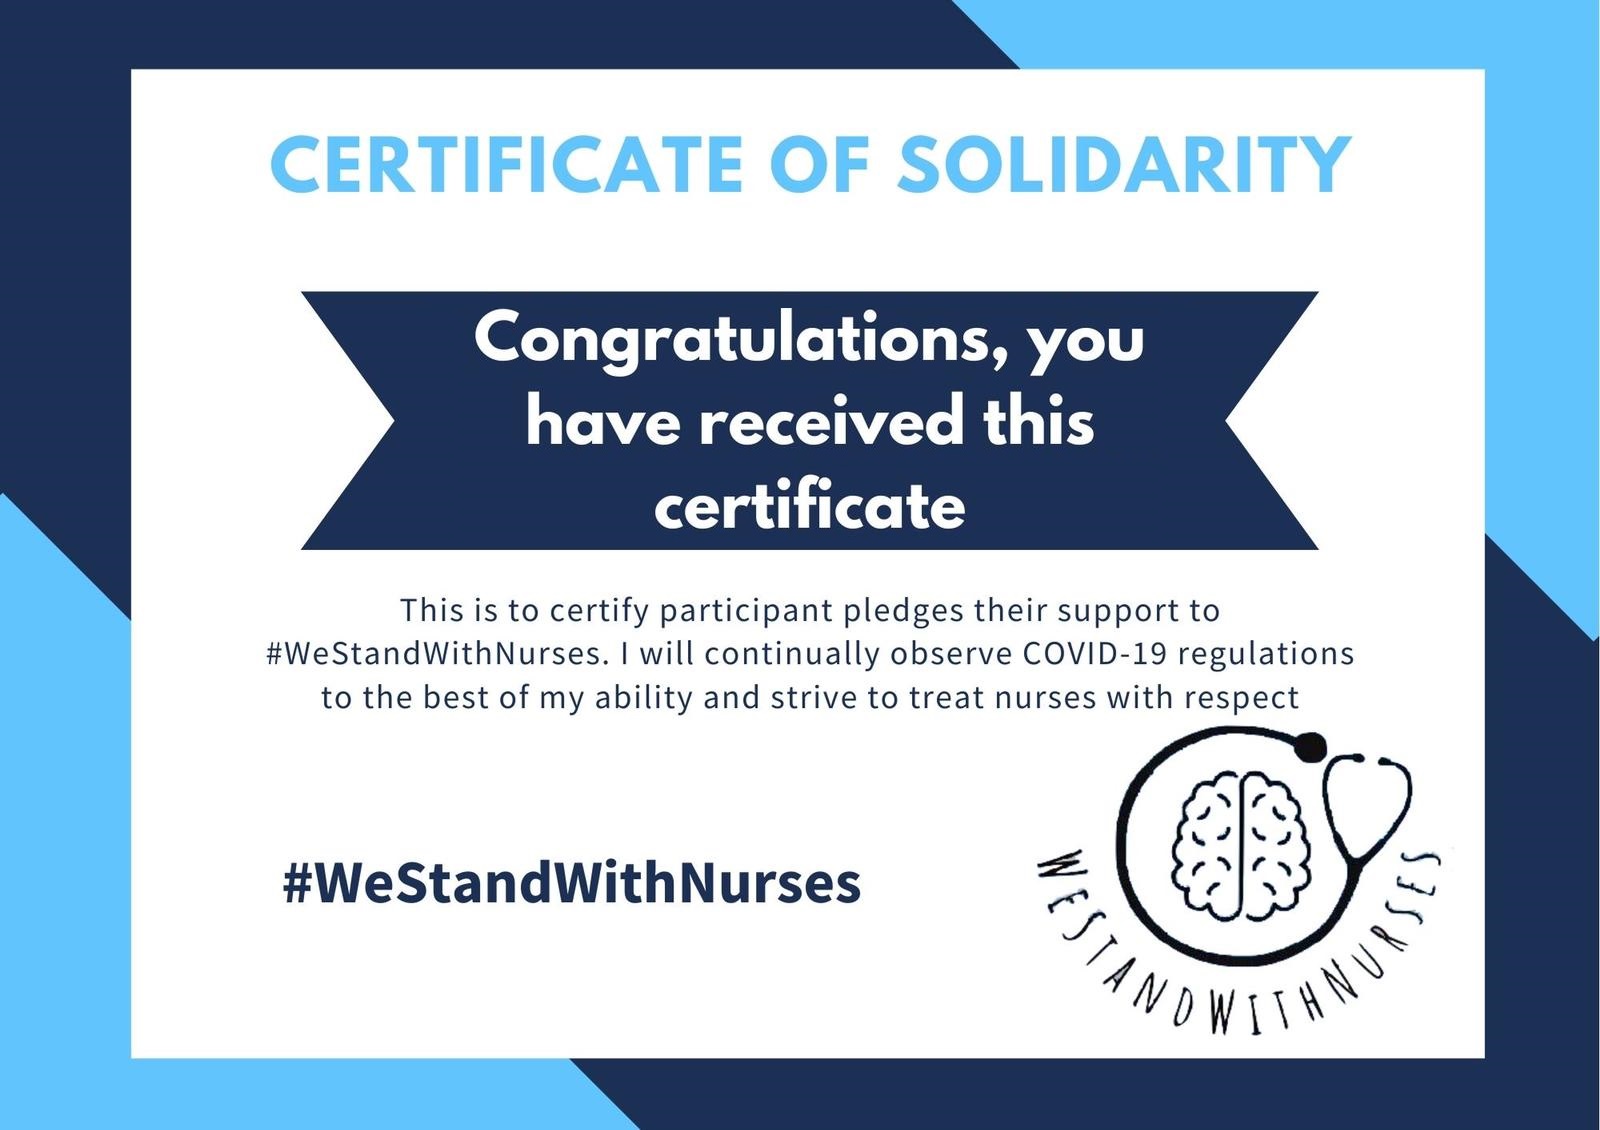 CERTIFICATE OF SOLIDARITY
Congratulations, you
have received this
certificate
This is to certify participant pledges their support to
#WeStandWithNurses. I will continually observe COVID-19 regulations
to the best of my ability and strive to treat nurses with respect
#WeStandWithNurses
WESTANDWITHNURSES